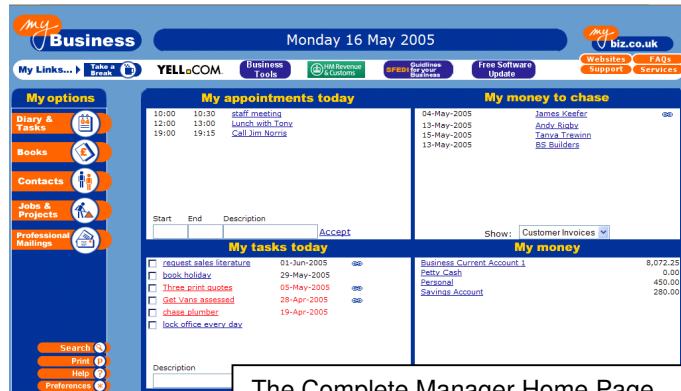 my Business
Monday 16 May 2005
my biz.co.uk
My Links... Take a Break
YELL.COM.
Business Tools
HM Revenue & Customs
SFEDI Guidlines for your Business
Free Software Update
Websites FAQs
Support Services
My options
Diary & Tasks
Books
Contacts
Jobs & Projects
Professional Mailings
Search
Print
Help
Preferences
My appointments today
10:00 10:30 staff meeting
12:00 13:00 Lunch with Tony
19:00 19:15 Call Jim Norris
Start End Description
Accept
My money to chase
04-May-2005 James Keefer
13-May-2005 Andy Rigby
15-May-2005 Tanya Trewinn
13-May-2005 BS Builders
Show: Customer Invoices
My tasks today
request sales literature 01-Jun-2005
book holiday 29-May-2005
Three print quotes 05-May-2005
Get Vans assessed 28-Apr-2005
chase plumber 19-Apr-2005
lock office every day
Description
My money
Business Current Account 1 8,072.25
Petty Cash 0.00
Personal 450.00
Savings Account 280.00
The Complete Manager Home Page